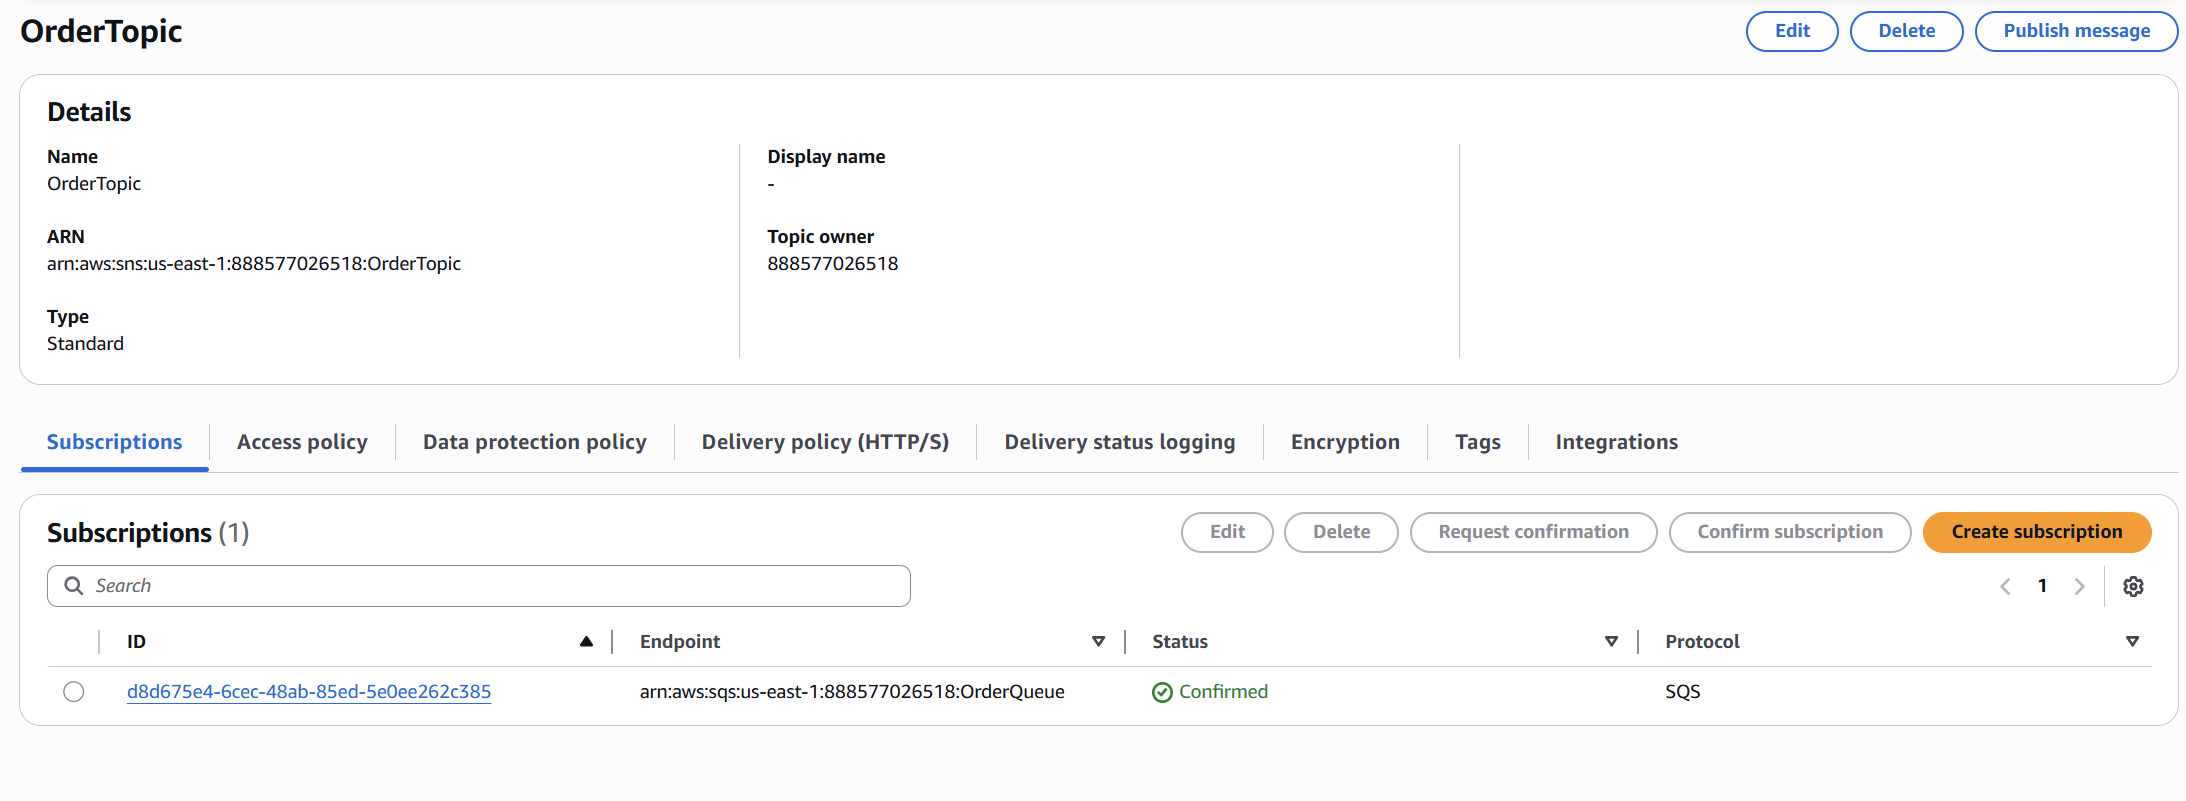 OrderTopic
Edit
Delete
Publish message
Details
Name
OrderTopic
Display name
-
ARN
arn:aws:sns:us-east-1:888577026518:OrderTopic
Topic owner
888577026518
Type
Standard
Subscriptions
Access policy
Data protection policy
Delivery policy (HTTP/S)
Delivery status logging
Encryption
Tags
Integrations
Subscriptions (1)
Edit
Delete
Request confirmation
Confirm subscription
Create subscription
Search
1
ID
Endpoint
Status
Protocol
d8d675e4-6cec-48ab-85ed-5e0ee262c385
arn:aws:sqs:us-east-1:888577026518:OrderQueue
Confirmed
SQS